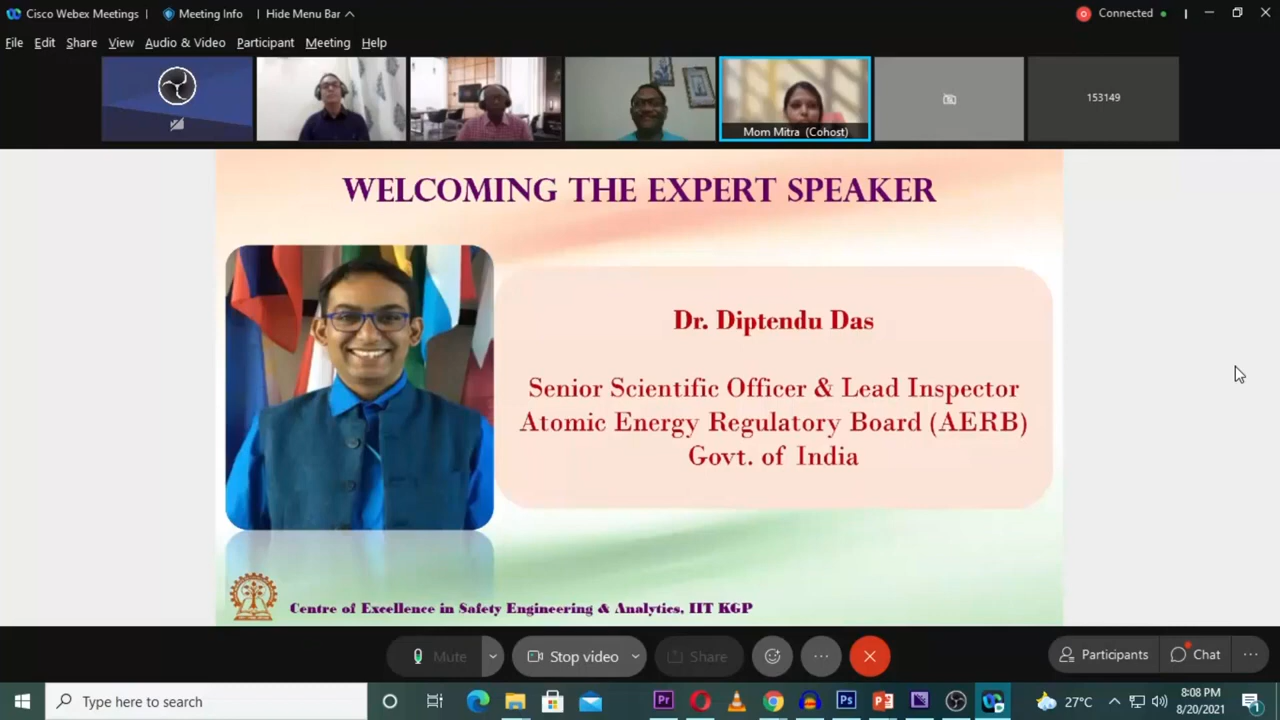 Cisco Webex Meetings
Meeting Info
Hide Menu Bar
Connected
File Edit Share View Audio & Video Participant Meeting Help
Mom Mitra (Cohost)
153149
WELCOMING THE EXPERT SPEAKER
Dr. Diptendu Das
Senior Scientific Officer & Lead Inspector
Atomic Energy Regulatory Board (AERB)
Govt. of India
Centre of Excellence in Safety Engineering & Analytics, IIT KGP
Mute
Stop video
Share
Participants
Chat
Type here to search
Pr
Ps
27°C
8:08 PM
8/20/2021
1